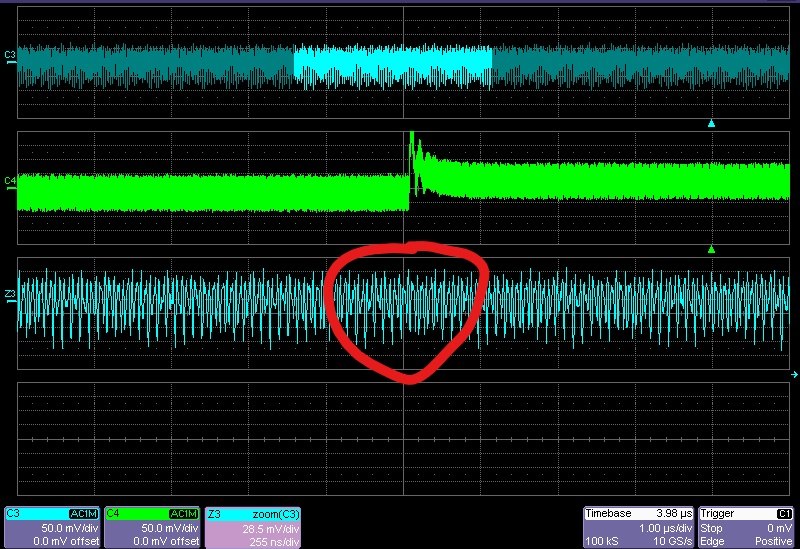 C3
C4
Z3
C3 AC1M
50.0 mV/div
0.0 mV offset
C4 AC1M
50.0 mV/div
0.0 mV offset
Z3 zoom(C3)
28.5 mV/div
255 ns/div
Timebase 3.98 µs
1.00 µs/div
100 kS 10 GS/s
Trigger C1
Stop 0 mV
Edge Positive